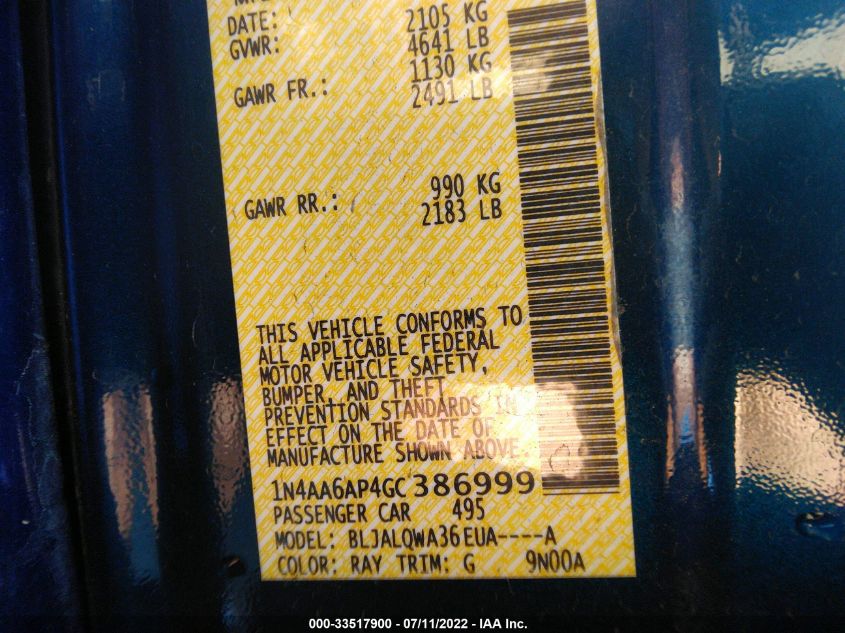 DATE: 2105 KG
GVWR: 4641 LB
1130 KG
GAWR FR.: 2491 LB
990 KG
GAWR RR.: 2183 LB
THIS VEHICLE CONFORMS TO
ALL APPLICABLE FEDERAL
MOTOR VEHICLE SAFETY,
BUMPER, AND THEFT
PREVENTION STANDARDS IN
EFFECT ON THE DATE OF
MANUFACTURE SHOWN ABOVE.
1N4AA6AP4GC386999
PASSENGER CAR 495
MODEL: BLJALQWA36EUA----A
COLOR: RAY TRIM: G 9N00A
000-33517900 - 07/11/2022 - IAA Inc.